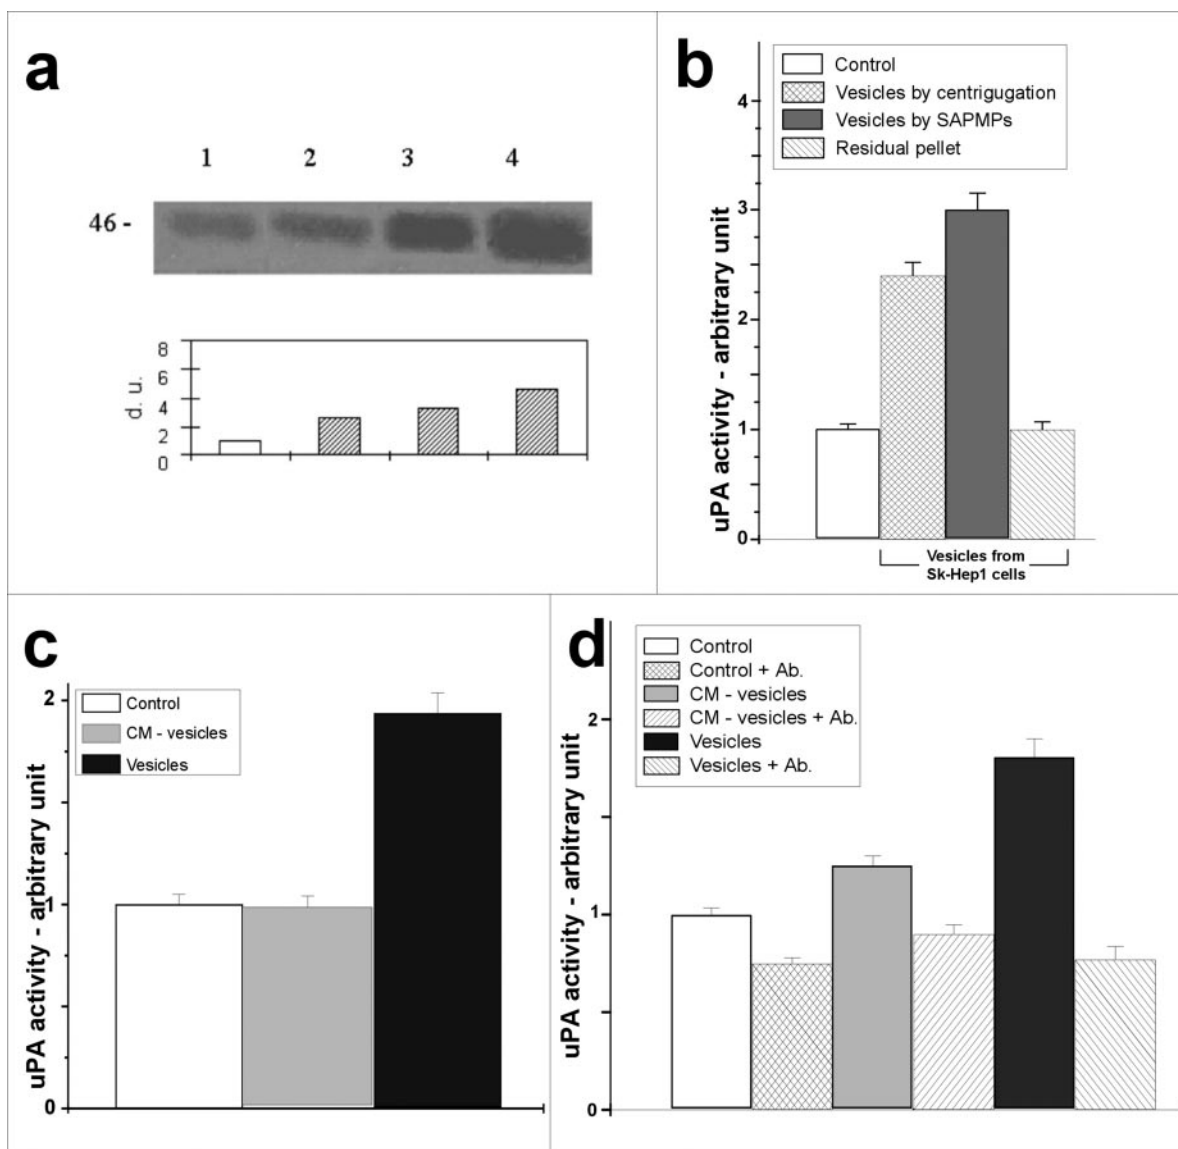 a
1 2 3 4
46 -
d. u.
8
6
4
2
0
b
Control
Vesicles by centrigugation
Vesicles by SAPMPs
Residual pellet
uPA activity - arbitrary unit
4
3
2
1
0
Vesicles from
Sk-Hep1 cells
c
Control
CM - vesicles
Vesicles
uPA activity - arbitrary unit
2
1
0
d
Control
Control + Ab.
CM - vesicles
CM - vesicles + Ab.
Vesicles
Vesicles + Ab.
uPA activity - arbitrary unit
2
1
0